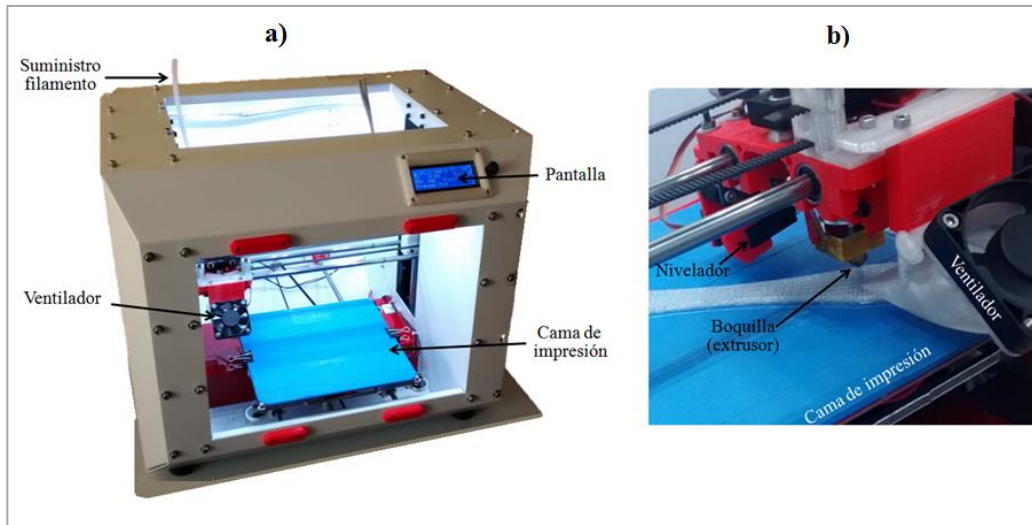 a)
Suministro
filamento
Pantalla
Ventilador
Cama de
impresión
b)
Nivelador
Ventilador
Boquilla
(extrusor)
Cama de impresión